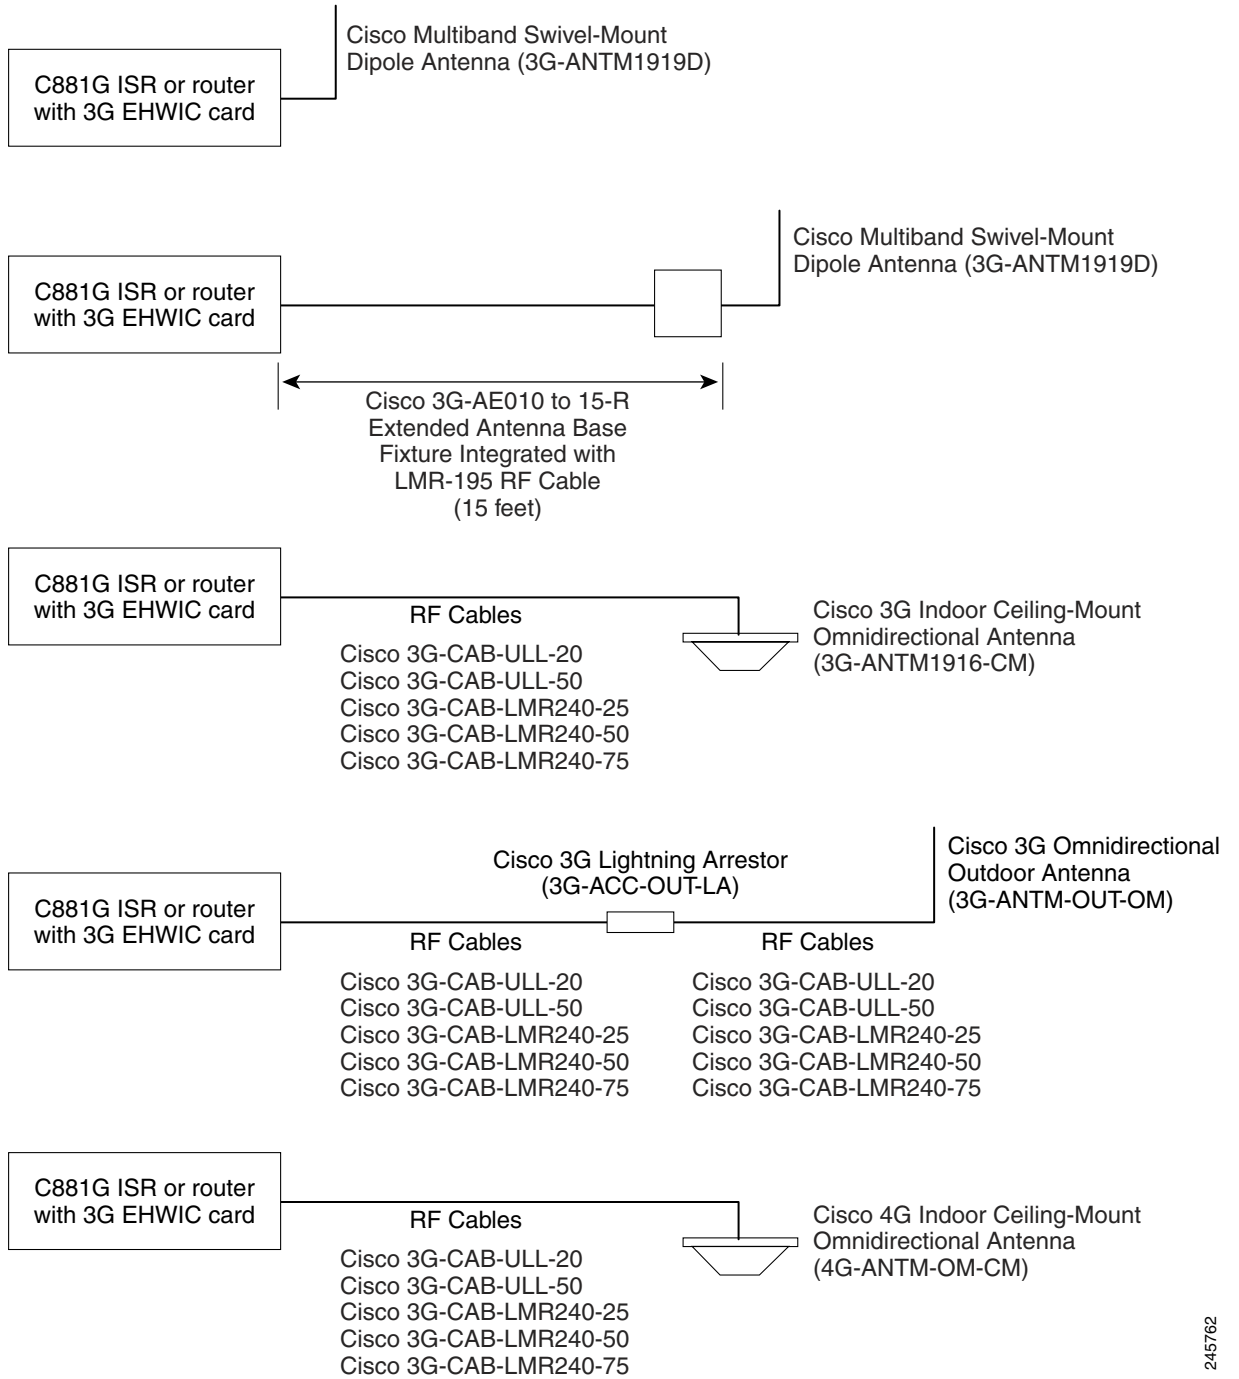 Cisco Multiband Swivel-Mount
Dipole Antenna (3G-ANTM1919D)
C881G ISR or router
with 3G EHWIC card
Cisco Multiband Swivel-Mount
Dipole Antenna (3G-ANTM1919D)
C881G ISR or router
with 3G EHWIC card
Cisco 3G-AE010 to 15-R
Extended Antenna Base
Fixture Integrated with
LMR-195 RF Cable
(15 feet)
C881G ISR or router
with 3G EHWIC card
RF Cables
Cisco 3G-CAB-ULL-20
Cisco 3G-CAB-ULL-50
Cisco 3G-CAB-LMR240-25
Cisco 3G-CAB-LMR240-50
Cisco 3G-CAB-LMR240-75
Cisco 3G Indoor Ceiling-Mount
Omnidirectional Antenna
(3G-ANTM1916-CM)
C881G ISR or router
with 3G EHWIC card
Cisco 3G Lightning Arrestor
(3G-ACC-OUT-LA)
Cisco 3G Omnidirectional
Outdoor Antenna
(3G-ANTM-OUT-OM)
RF Cables
Cisco 3G-CAB-ULL-20
Cisco 3G-CAB-ULL-50
Cisco 3G-CAB-LMR240-25
Cisco 3G-CAB-LMR240-50
Cisco 3G-CAB-LMR240-75
RF Cables
Cisco 3G-CAB-ULL-20
Cisco 3G-CAB-ULL-50
Cisco 3G-CAB-LMR240-25
Cisco 3G-CAB-LMR240-50
Cisco 3G-CAB-LMR240-75
C881G ISR or router
with 3G EHWIC card
RF Cables
Cisco 3G-CAB-ULL-20
Cisco 3G-CAB-ULL-50
Cisco 3G-CAB-LMR240-25
Cisco 3G-CAB-LMR240-50
Cisco 3G-CAB-LMR240-75
Cisco 4G Indoor Ceiling-Mount
Omnidirectional Antenna
(4G-ANTM-OM-CM)
245762